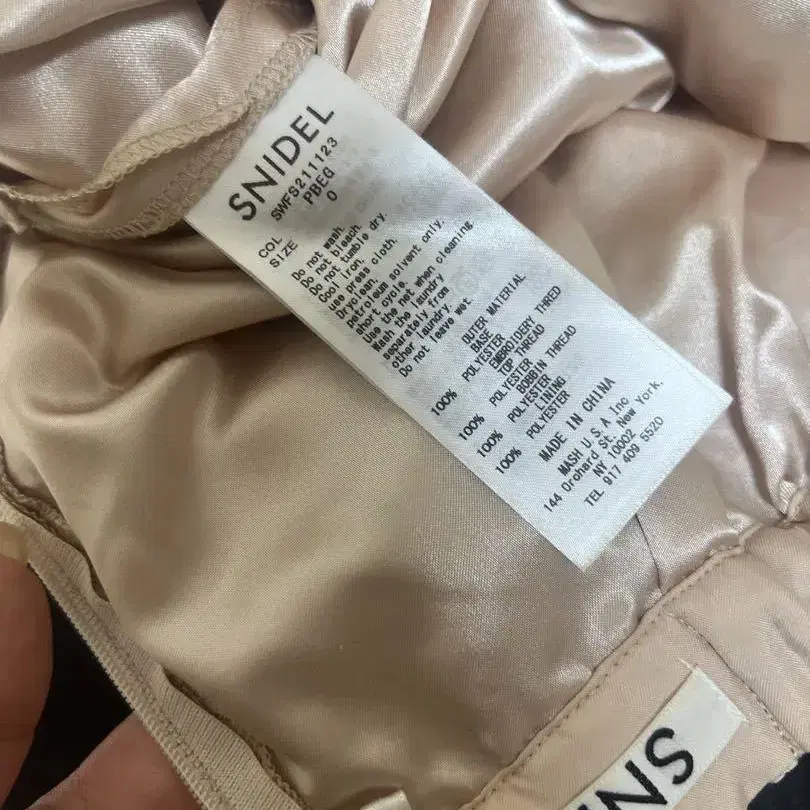 SNIDEL
SWFS211123
COL PBEG
SIZE 0
Do not wash.
Do not bleach.
Do not tumble dry.
Cool iron.
use press cloth.
Dryclean.
petroleum solvent only.
short cycle.
Use the net when cleaning.
Wash the laundry
separately from
other laundry.
Do not leave wet.
OUTER MATERIAL
BASE
100% POLYESTER
EMBROIDERY THRED
100% POLYESTER
TOP THREAD
100% POLYESTER
BOBBIN THREAD
100% POLYESTER
LINING
100% POLYESTER
MADE IN CHINA
MASH U.S.A Inc
144 Orchard St. New York.
NY 10002
TEL 917 409 5520
SN